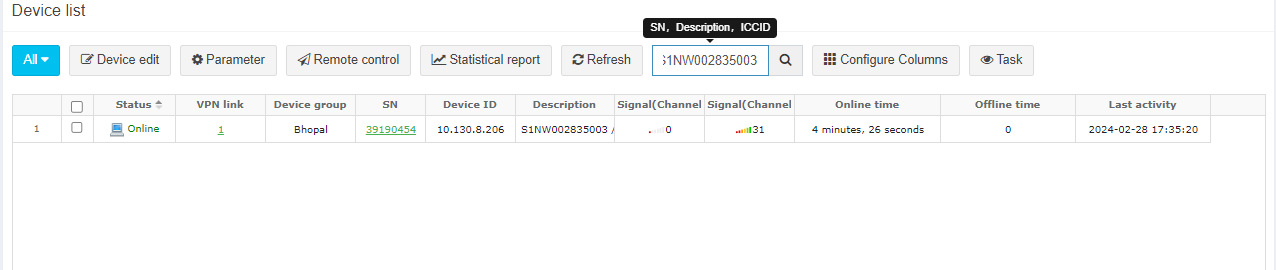 Device list
SN, Description, ICCID
All Device edit Parameter Remote control Statistical report Refresh S1NW002835003 Configure Columns Task
Status VPN link Device group SN Device ID Description Signal(Channel Signal(Channel Online time Offline time Last activity
1 Online 1 Bhopal 39190454 10.130.8.206 S1NW002835003 / 0 31 4 minutes, 26 seconds 0 2024-02-28 17:35:20